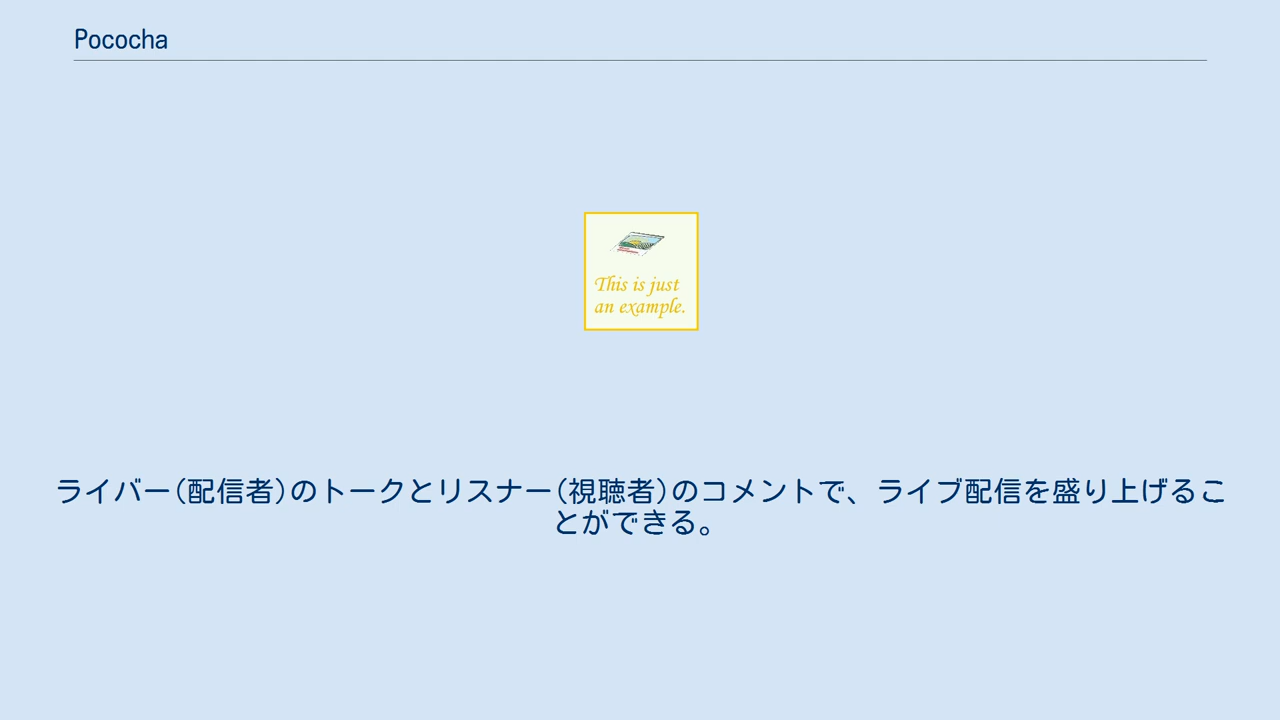 Pococha
This is just
an example.
ライバー(配信者)のトークとリスナー(視聴者)のコメントで、ライブ配信を盛り上げるこ
とができる。